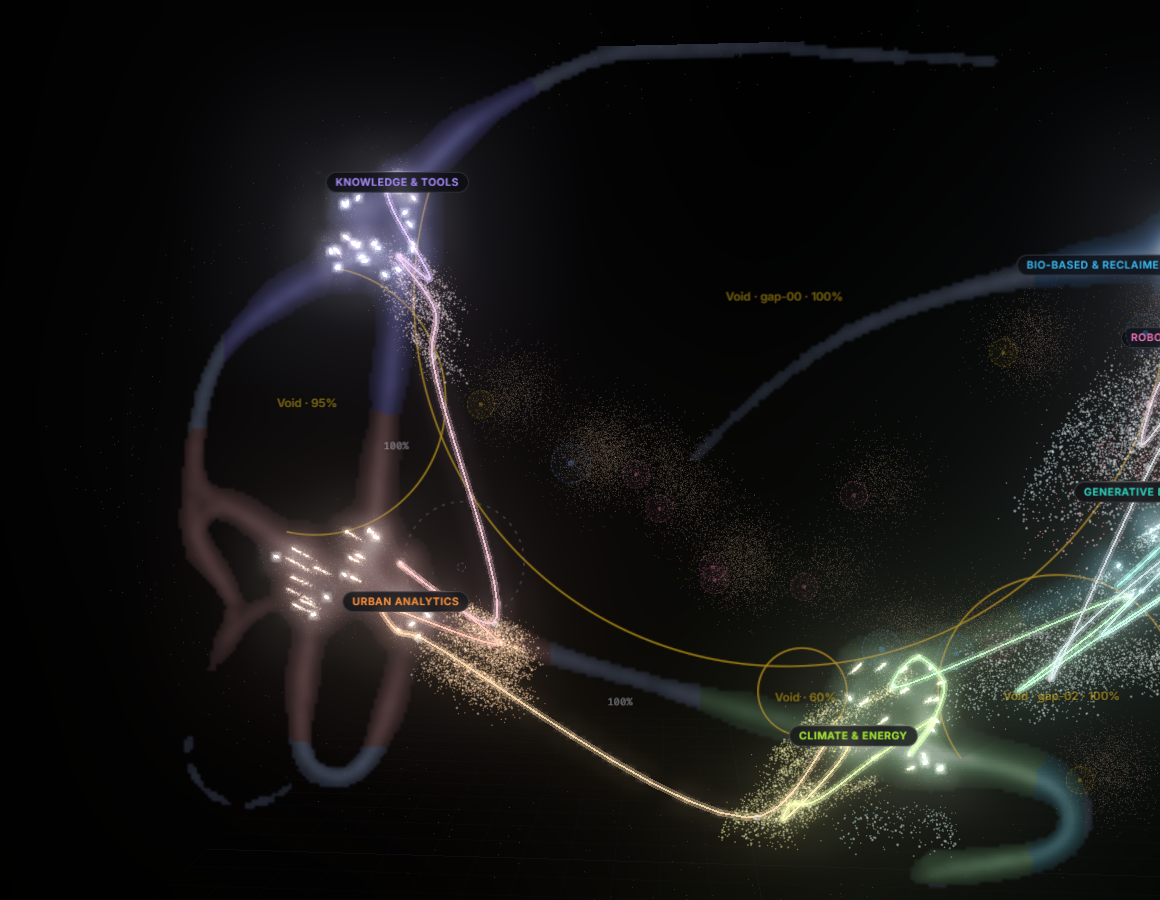 KNOWLEDGE & TOOLS
BIO-BASED & RECLAIME
Void · gap-00 · 100%
ROBO
Void · 95%
100%
GENERATIVE
URBAN ANALYTICS
Void · 60%
Void · gap-02 · 100%
100%
CLIMATE & ENERGY